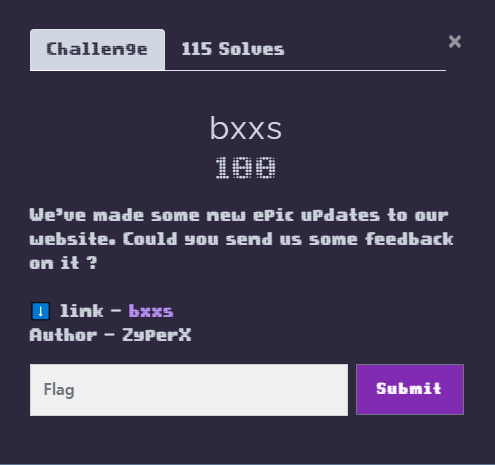 Challenge 115 Solves ×
bxxs
100
We've made some new epic updates to our
website. Could you send us some feedback
on it ?
⬇️ link - bxxs
Author - ZyperX
Flag Submit